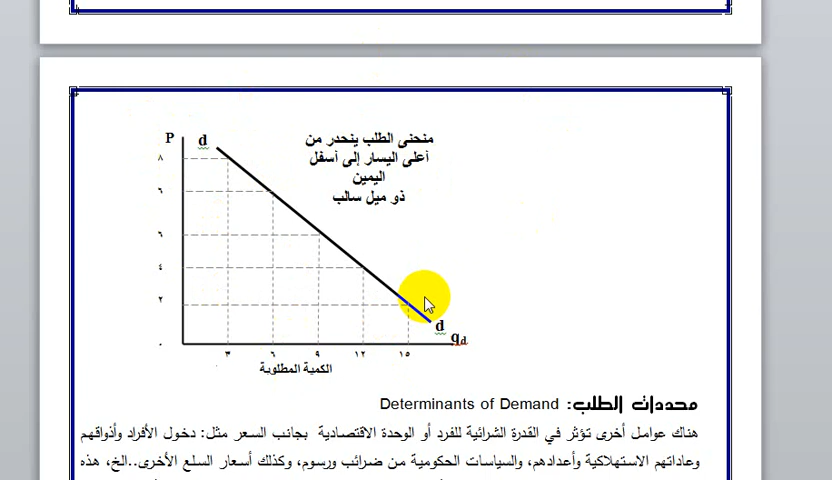 P
d
منحنى الطلب ينحدر من
أعلى اليسار إلى أسفل
اليمين
ذو ميل سالب
٨
٦
٦
٤
٢
٠
d
qd
٣ ٦ ٩ ١٢ ١٥
الكمية المطلوبة
محددات الطلب: Determinants of Demand
هناك عوامل أخرى تؤثر في القدرة الشرائية للفرد أو الوحدة الاقتصادية بجانب السعر مثل: دخول الأفراد وأذواقهم
وعاداتهم الاستهلاكية وأعدادهم، والسياسات الحكومية من ضرائب ورسوم، وكذلك أسعار السلع الأخرى..الخ، هذه